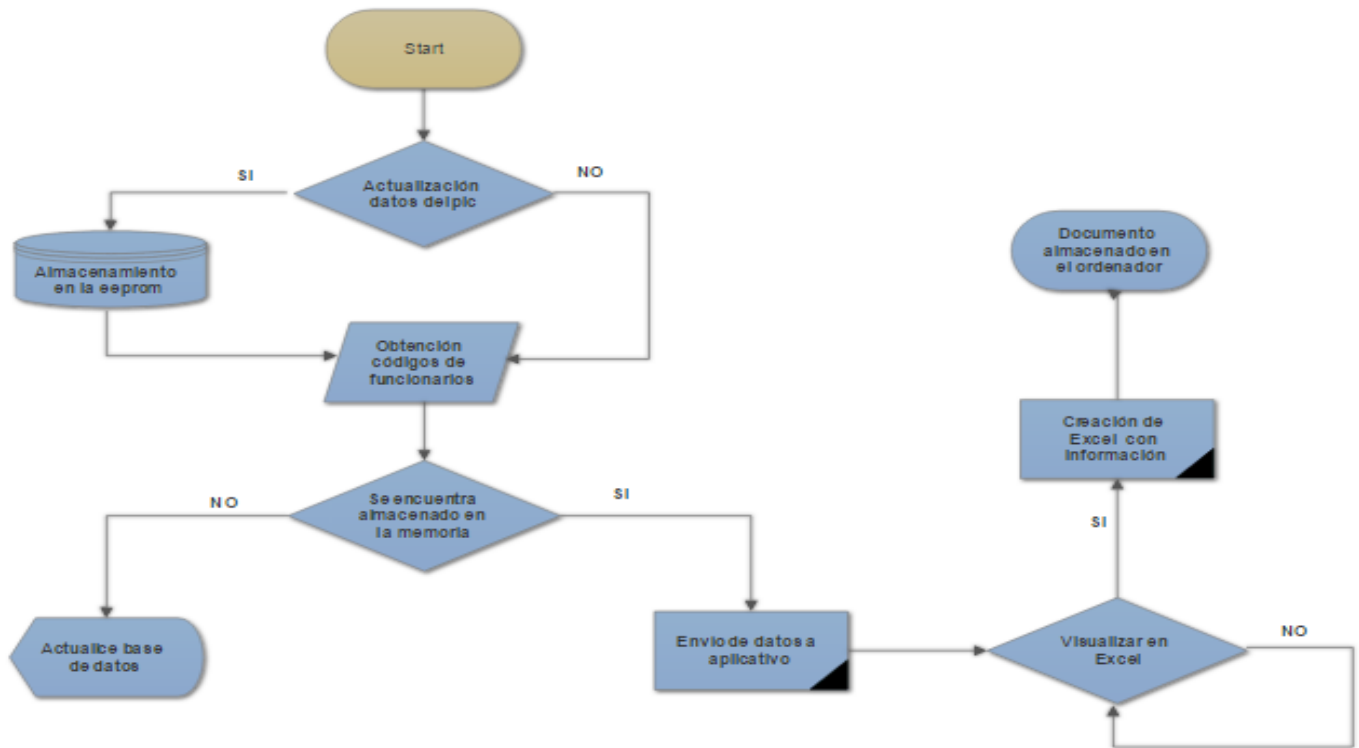 Start
Actualización
datos del pic
SI
NO
Almacenamiento
en la eeprom
Obtención
códigos de
funcionarios
Se encuentra
almacenado en
la memoria
NO
SI
Actualice base
de datos
Envio de datos a
aplicativo
Visualizar en
Excel
NO
SI
Creación de
Excel con
Información
Documento
almacenado en
el ordenador